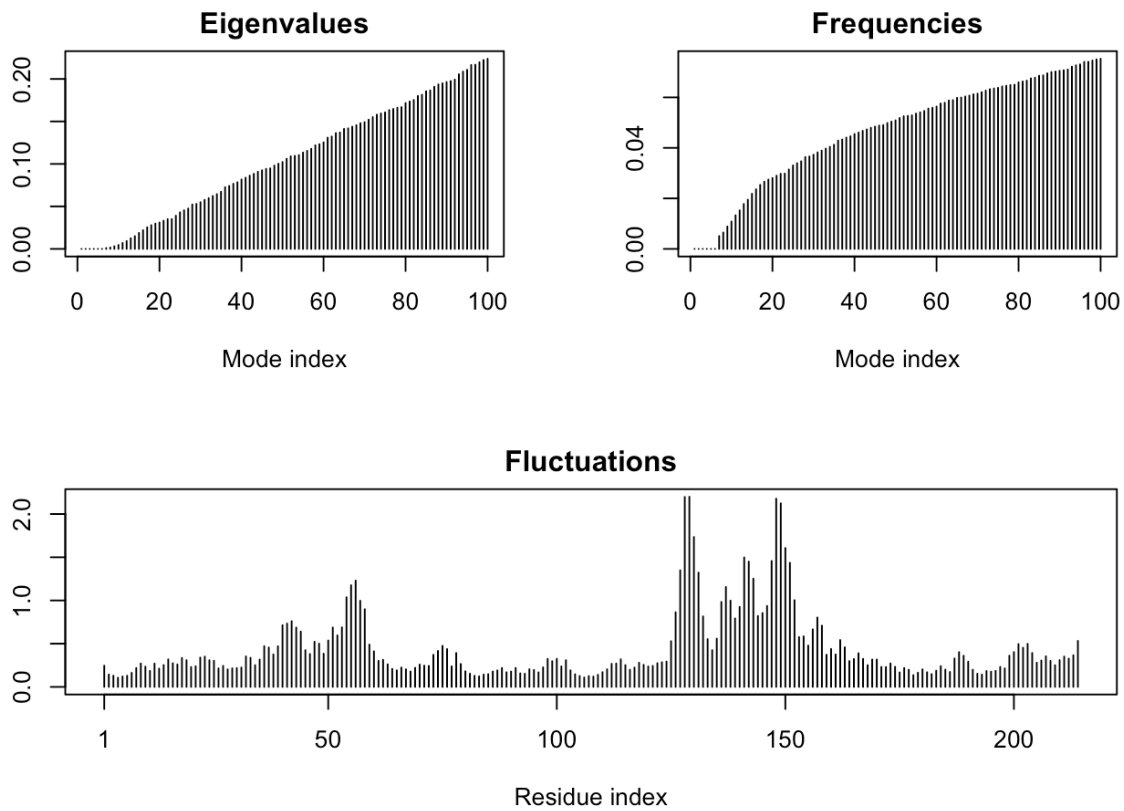 Eigenvalues
0.00 0.10 0.20
0 20 40 60 80 100
Mode index
Frequencies
0.00 0.04
0 20 40 60 80 100
Mode index
Fluctuations
0.0 1.0 2.0
1 50 100 150 200
Residue index